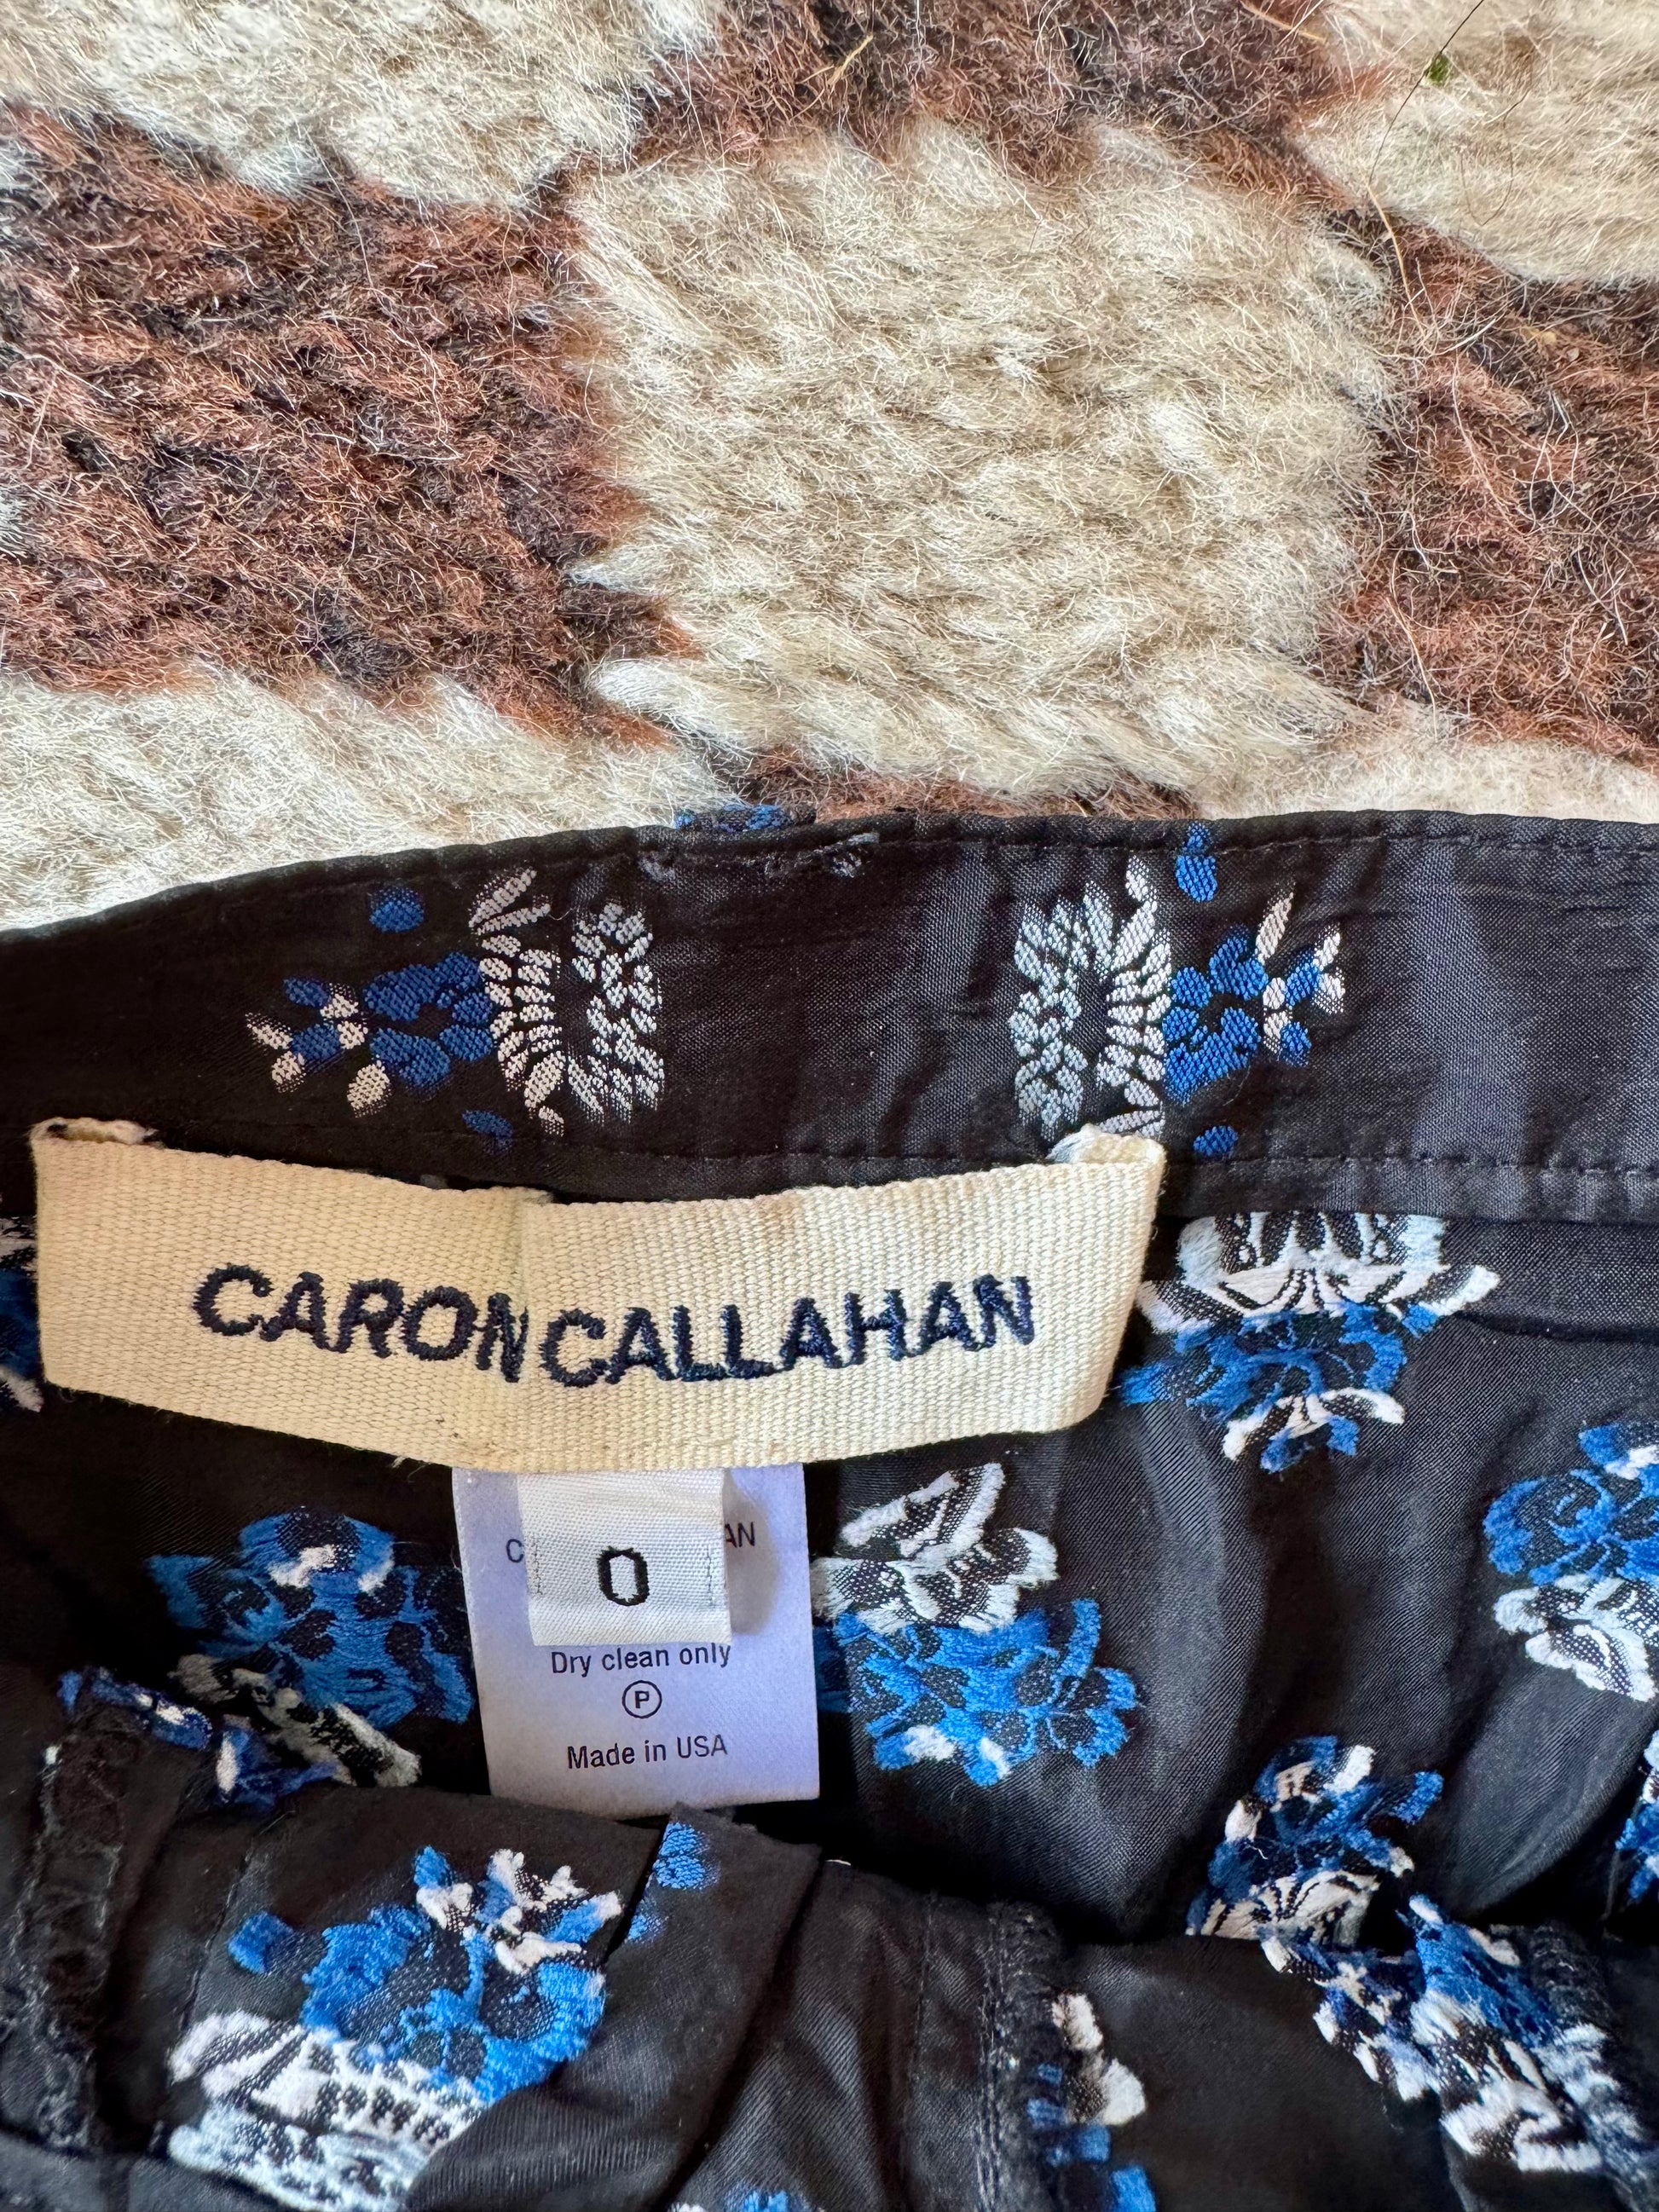 CARON CALLAHAN
0
Dry clean only
P
Made in USA